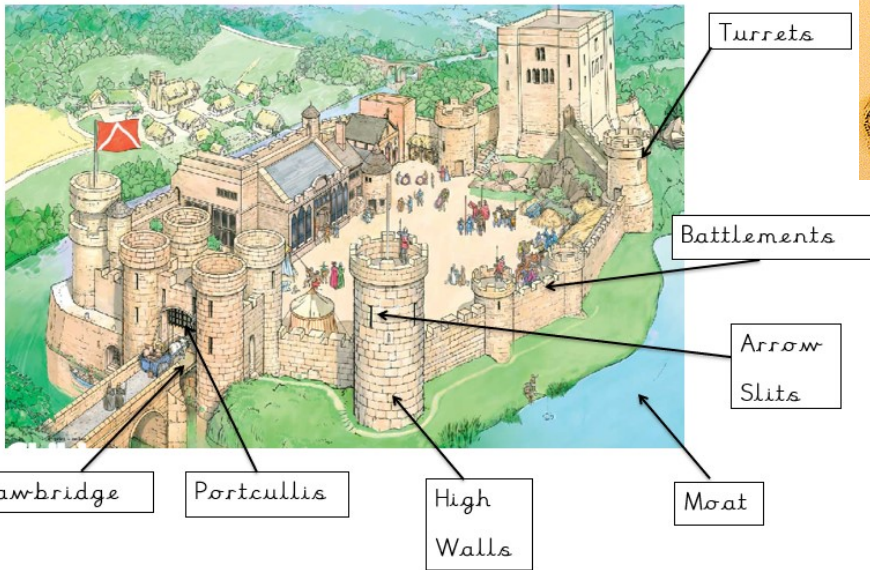 Turrets
Battlements
Arrow
Slits
awbridge
Portcullis
High
Walls
Moat